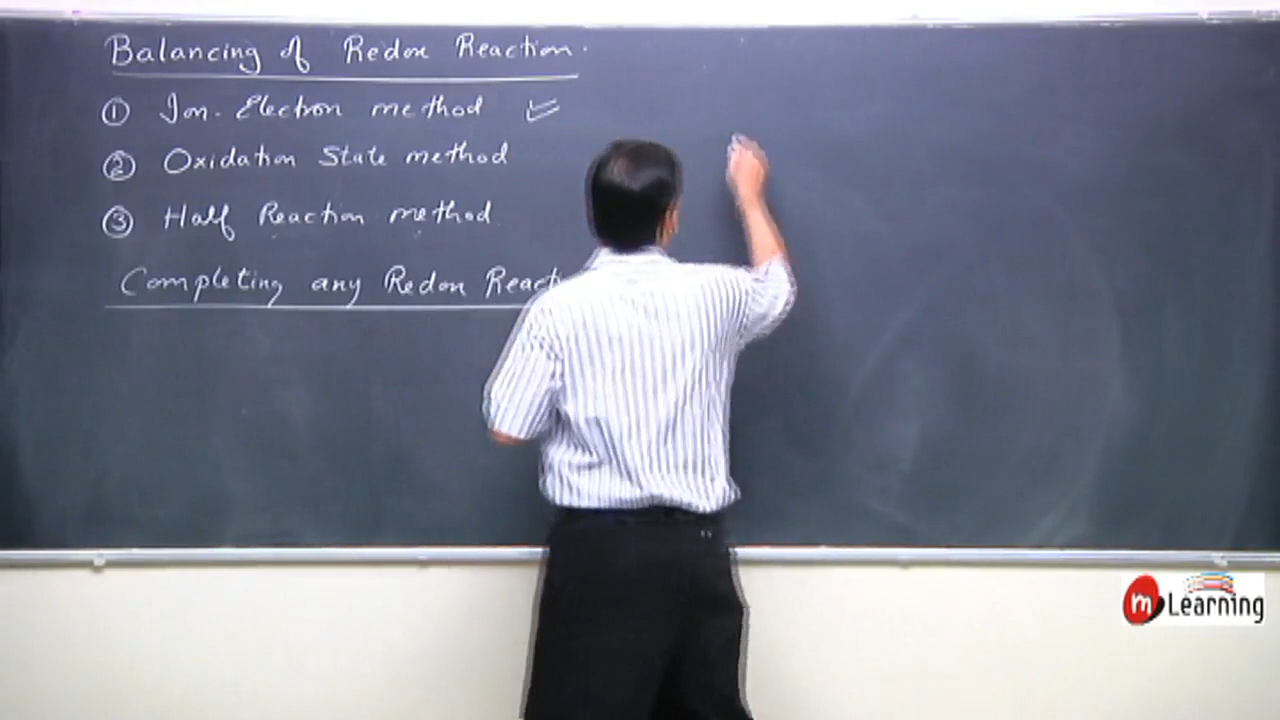 Balancing of Redox Reaction.
① Ion-Electron method
② Oxidation State method
③ Half Reaction method
Completing any Redox
m Learning